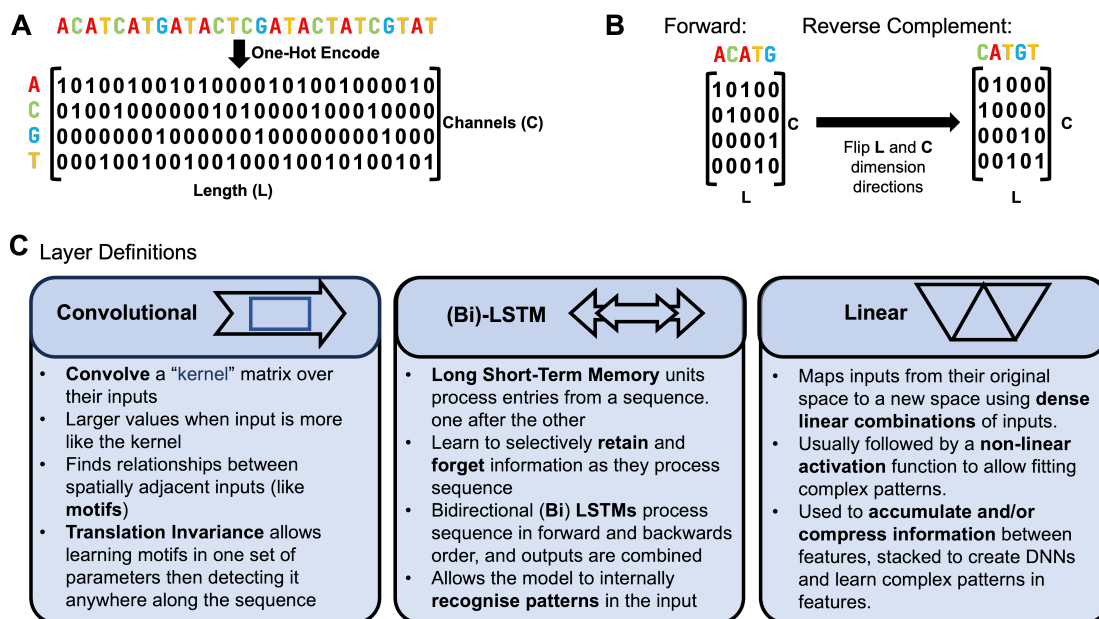 A
ACATCATGATACTCGATACTATCGTAT
One-Hot Encode
A 101001001010000101001000010
C 010010000001010000100010000
G 000000010000001000000001000
T 000100100100100010010100101
Channels (C)
Length (L)
B
Forward:
ACATG
10100
01000
00001
00010
C
L
Flip L and C
dimension
directions
Reverse Complement:
CATGT
01000
10000
00010
00101
C
L
C
Layer Definitions
Convolutional
• Convolve a “kernel” matrix over
their inputs
• Larger values when input is more
like the kernel
• Finds relationships between
spatially adjacent inputs (like
motifs)
• Translation Invariance allows
learning motifs in one set of
parameters then detecting it
anywhere along the sequence
(Bi)-LSTM
• Long Short-Term Memory units
process entries from a sequence.
one after the other
• Learn to selectively retain and
forget information as they process
sequence
• Bidirectional (Bi) LSTMs process
sequence in forward and backwards
order, and outputs are combined
• Allows the model to internally
recognise patterns in the input
Linear
• Maps inputs from their original
space to a new space using dense
linear combinations of inputs.
• Usually followed by a non-linear
activation function to allow fitting
complex patterns.
• Used to accumulate and/or
compress information between
features, stacked to create DNNs
and learn complex patterns in
features.